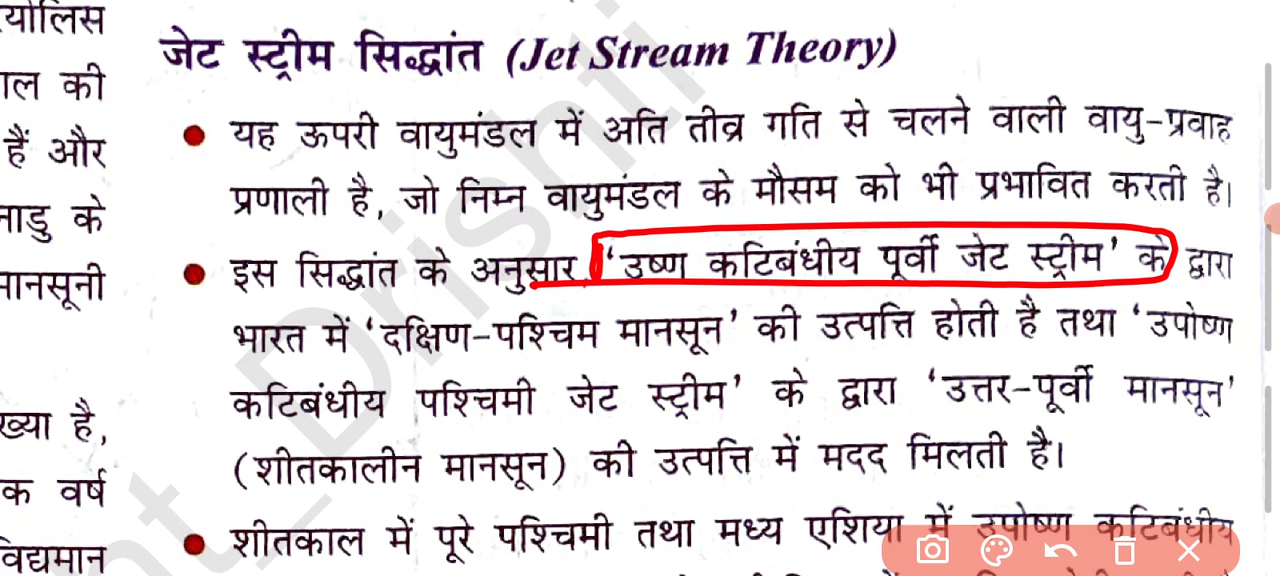 जेट स्ट्रीम सिद्धांत (Jet Stream Theory)
यह ऊपरी वायुमंडल में अति तीव्र गति से चलने वाली वायु-प्रवाह
प्रणाली है, जो निम्न वायुमंडल के मौसम को भी प्रभावित करती है।
इस सिद्धांत के अनुसार 'उष्ण कटिबंधीय पूर्वी जेट स्ट्रीम' के द्वारा
भारत में 'दक्षिण-पश्चिम मानसून' की उत्पत्ति होती है तथा 'उपोष्ण
कटिबंधीय पश्चिमी जेट स्ट्रीम' के द्वारा 'उत्तर-पूर्वी मानसून'
(शीतकालीन मानसून) की उत्पत्ति में मदद मिलती है।
शीतकाल में पूरे पश्चिमी तथा मध्य एशिया में उपोष्ण कटिबंधीय
ाल की
हैं और
नाडु के
मानसूनी
ख्या है,
क वर्ष
विद्यमान
Drishti